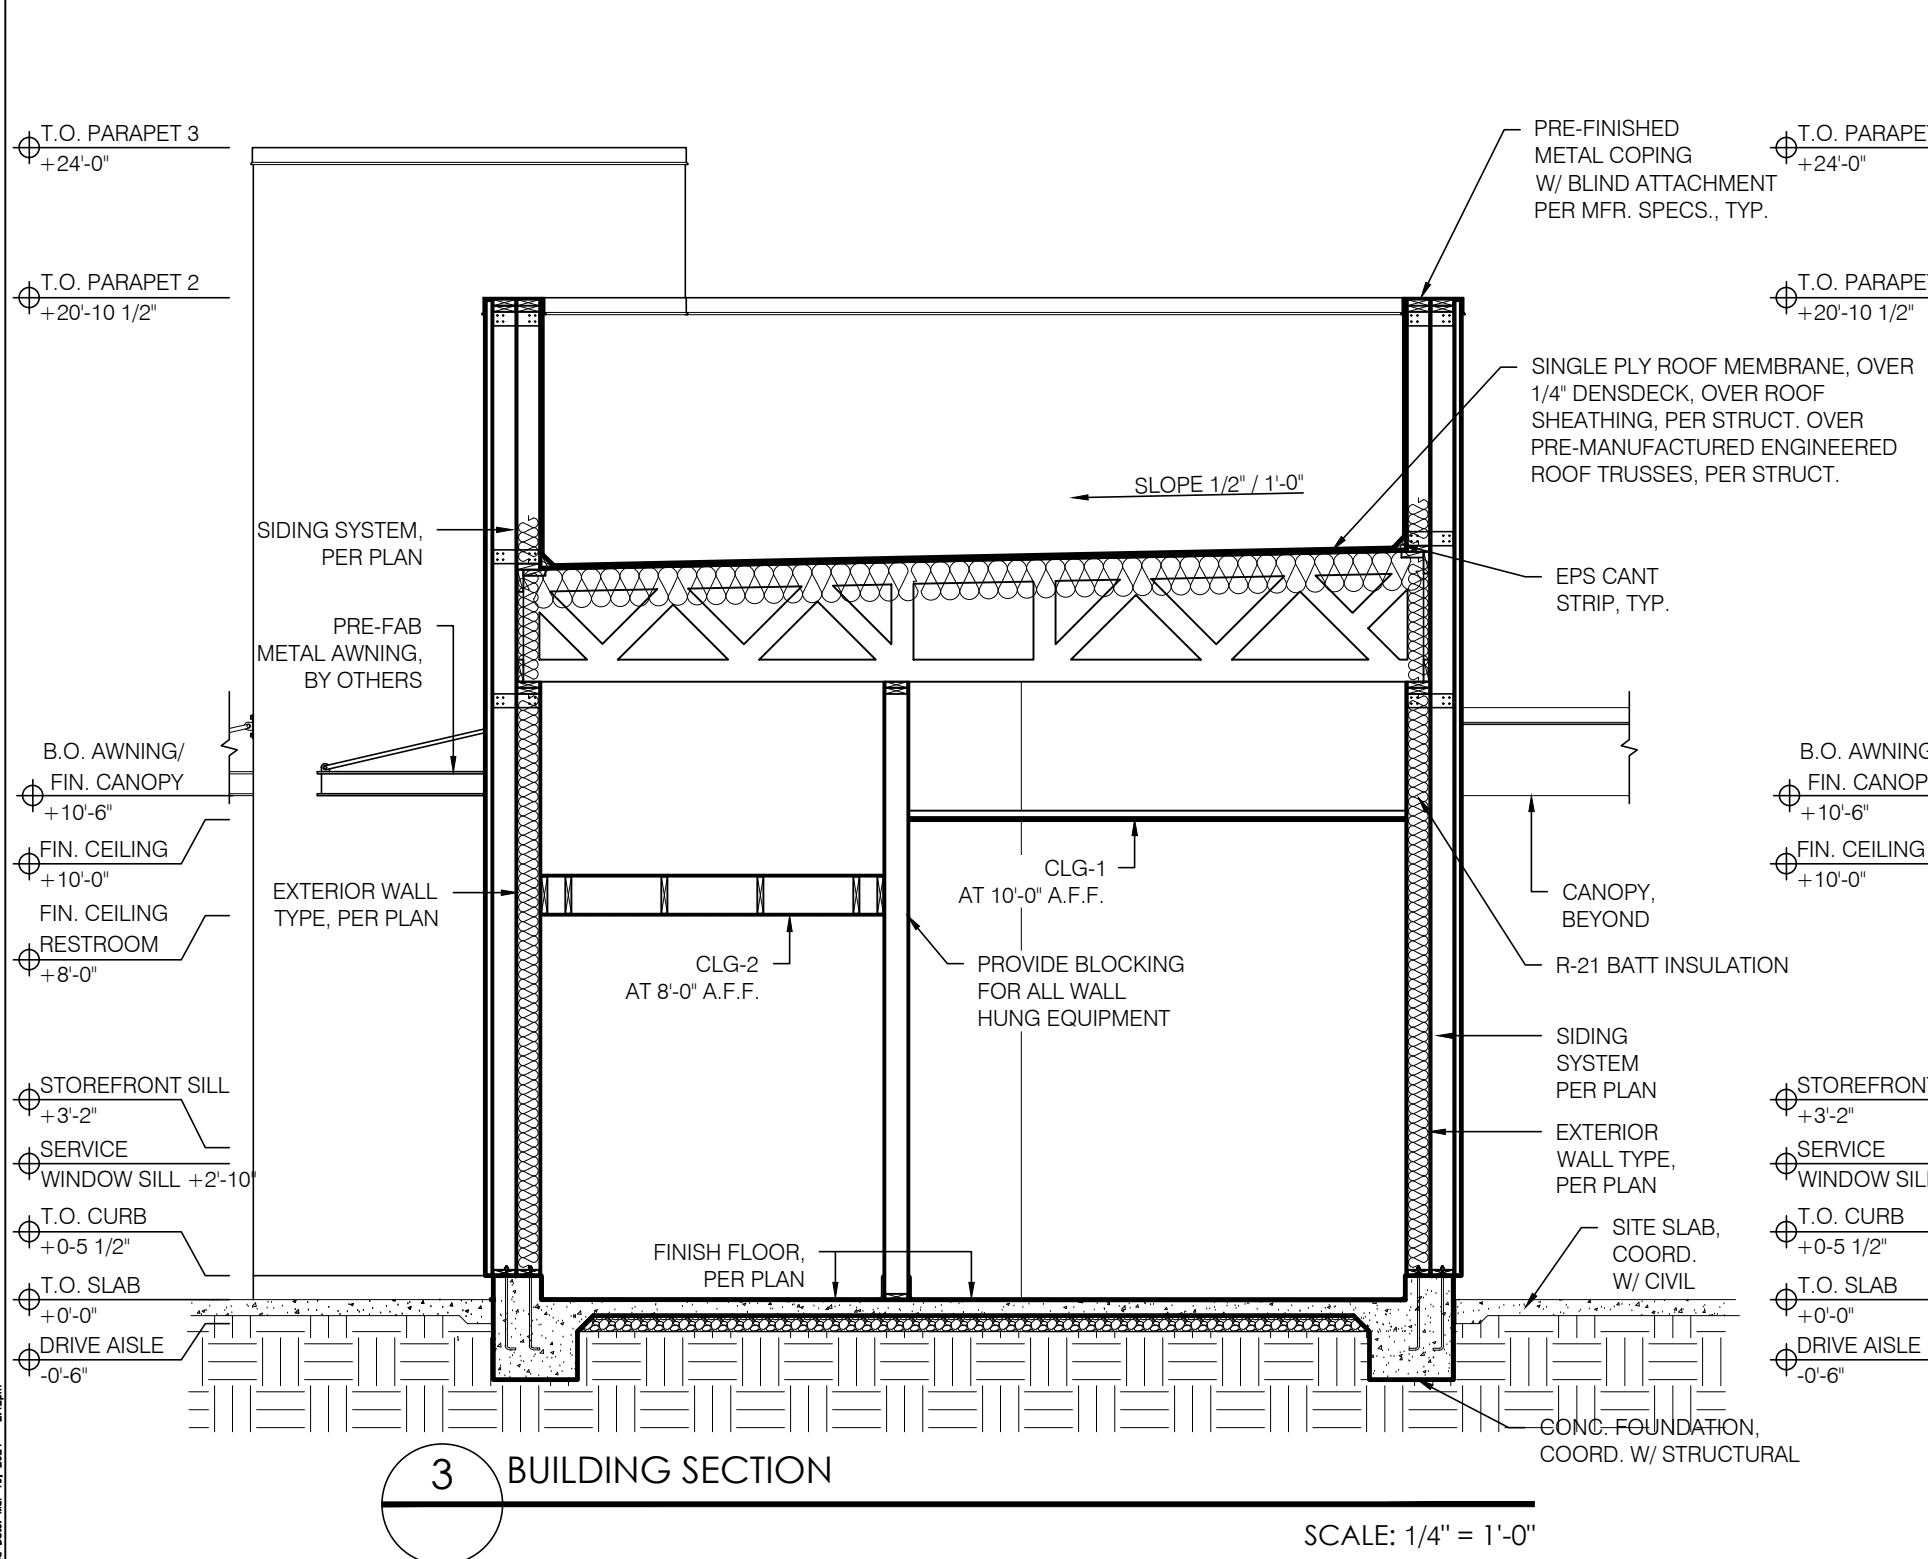 T.O. PARAPET 3
+24'-0"
T.O. PARAPET 2
+20'-10 1/2"
B.O. AWNING/
FIN. CANOPY
+10'-6"
FIN. CEILING
+10'-0"
FIN. CEILING
RESTROOM
+8'-0"
STOREFRONT SILL
+3'-2"
SERVICE
WINDOW SILL +2'-10"
T.O. CURB
+0-5 1/2"
T.O. SLAB
+0'-0"
DRIVE AISLE
-0'-6"
SIDING SYSTEM,
PER PLAN
PRE-FAB
METAL AWNING,
BY OTHERS
EXTERIOR WALL
TYPE, PER PLAN
SLOPE 1/2" / 1'-0"
CLG-1
AT 10'-0" A.F.F.
CLG-2
AT 8'-0" A.F.F.
PROVIDE BLOCKING
FOR ALL WALL
HUNG EQUIPMENT
FINISH FLOOR,
PER PLAN
PRE-FINISHED
METAL COPING
W/ BLIND ATTACHMENT
PER MFR. SPECS., TYP.
SINGLE PLY ROOF MEMBRANE, OVER
1/4" DENSDECK, OVER ROOF
SHEATHING, PER STRUCT. OVER
PRE-MANUFACTURED ENGINEERED
ROOF TRUSSES, PER STRUCT.
EPS CANT
STRIP, TYP.
CANOPY,
BEYOND
R-21 BATT INSULATION
SIDING
SYSTEM
PER PLAN
EXTERIOR
WALL TYPE,
PER PLAN
SITE SLAB,
COORD.
W/ CIVIL
CONC. FOUNDATION,
COORD. W/ STRUCTURAL
T.O. PARAPE
+24'-0"
T.O. PARAPE
+20'-10 1/2"
B.O. AWNING
FIN. CANOP
+10'-6"
FIN. CEILING
+10'-0"
STOREFRON
+3'-2"
SERVICE
WINDOW SIL
T.O. CURB
+0-5 1/2"
T.O. SLAB
+0'-0"
DRIVE AISLE
-0'-6"
3
BUILDING SECTION
SCALE: 1/4" = 1'-0"